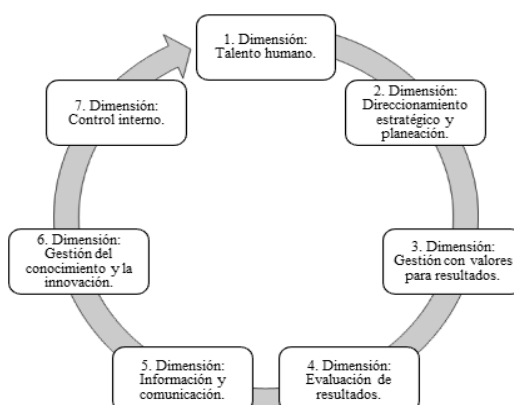 1. Dimensión:
Talento humano.
2. Dimensión:
Direccionamiento
estratégico y
planeación.
3. Dimensión:
Gestión con valores
para resultados.
4. Dimensión:
Evaluación de
resultados.
5. Dimensión:
Información y
comunicación.
6. Dimensión:
Gestión del
conocimiento y la
innovación.
7. Dimensión:
Control interno.